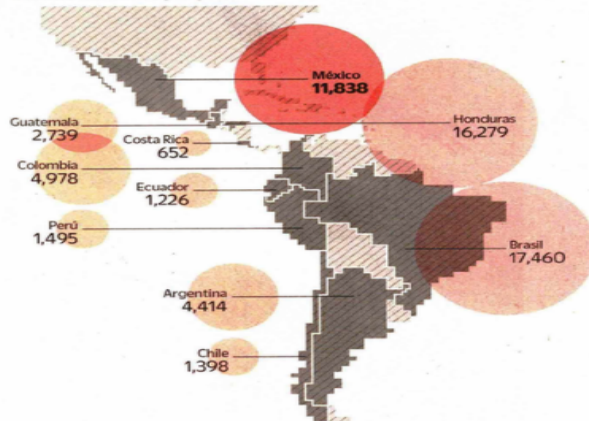 México
11,838
Guatemala
2,739
Honduras
16,279
Costa Rica
652
Colombia
4,978
Ecuador
1,226
Perú
1,495
Brasil
17,460
Argentina
4,414
Chile
1,398